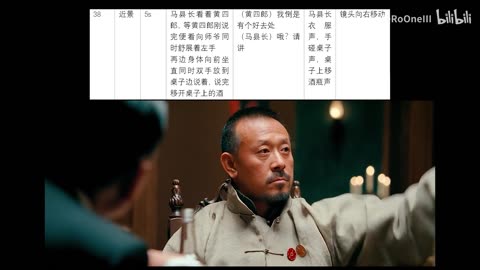 RoOneIII bilibili
38 近景 5s 马县长看着黄四 （黄四郎）我倒是 马县长 镜头向右移动
郎，等黄四郎刚说 有个好去处 衣服
完便看向师爷同 （马县长）哦？请 声，手
时舒展着左手 讲 碰桌子
再边身体向前坐 声，桌
直同时双手放到 子上移
桌子边说着，说完 酒瓶声
移开桌子上的酒